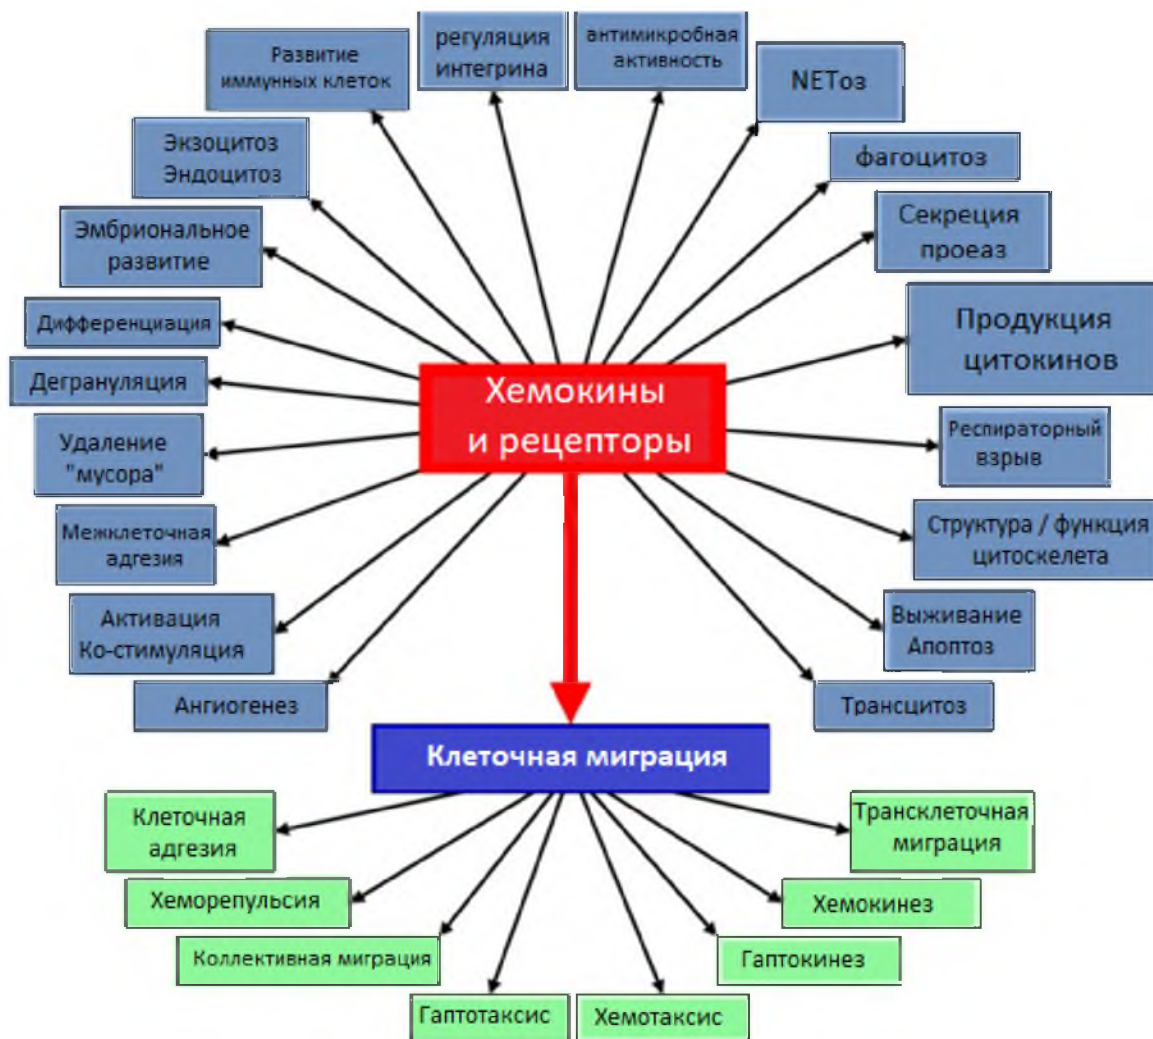 Развитие
иммунных клеток
регуляция
интегрина
антимикробная
активность
NETоз
Экзоцитоз
Эндоцитоз
фагоцитоз
Эмбриональное
развитие
Секреция
проеаз
Дифференциация
Продукция
цитокинов
Дегрануляция
Хемокины
и рецепторы
Удаление
"мусора"
Респираторный
взрыв
Межклеточная
адгезия
Структура / функция
цитоскелета
Активация
Ко-стимуляция
Выживание
Апоптоз
Ангиогенез
Трансцитоз
Клеточная миграция
Клеточная
адгезия
Трансклеточная
миграция
Хеморепульсия
Хемокинез
Коллективная миграция
Гаптокинез
Гаптотаксис
Хемотаксис